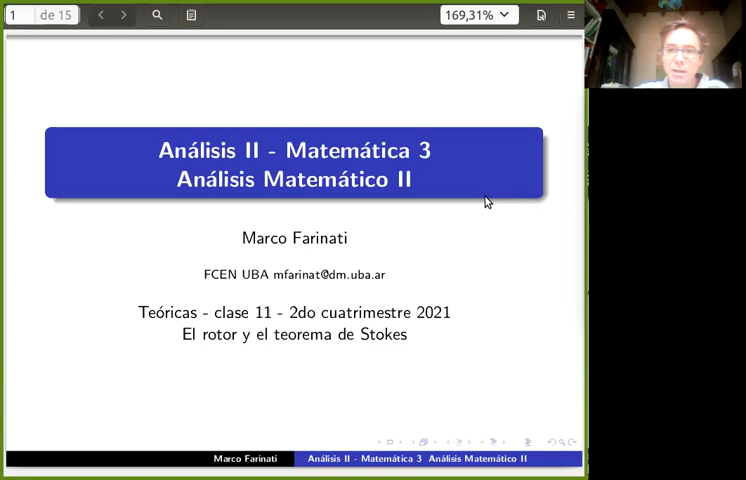 1 de 15
169,31%
Análisis II - Matemática 3
Análisis Matemático II
Marco Farinati
FCEN UBA mfarinat@dm.uba.ar
Teóricas - clase 11 - 2do cuatrimestre 2021
El rotor y el teorema de Stokes
Marco Farinati Análisis II - Matemática 3 Análisis Matemático II